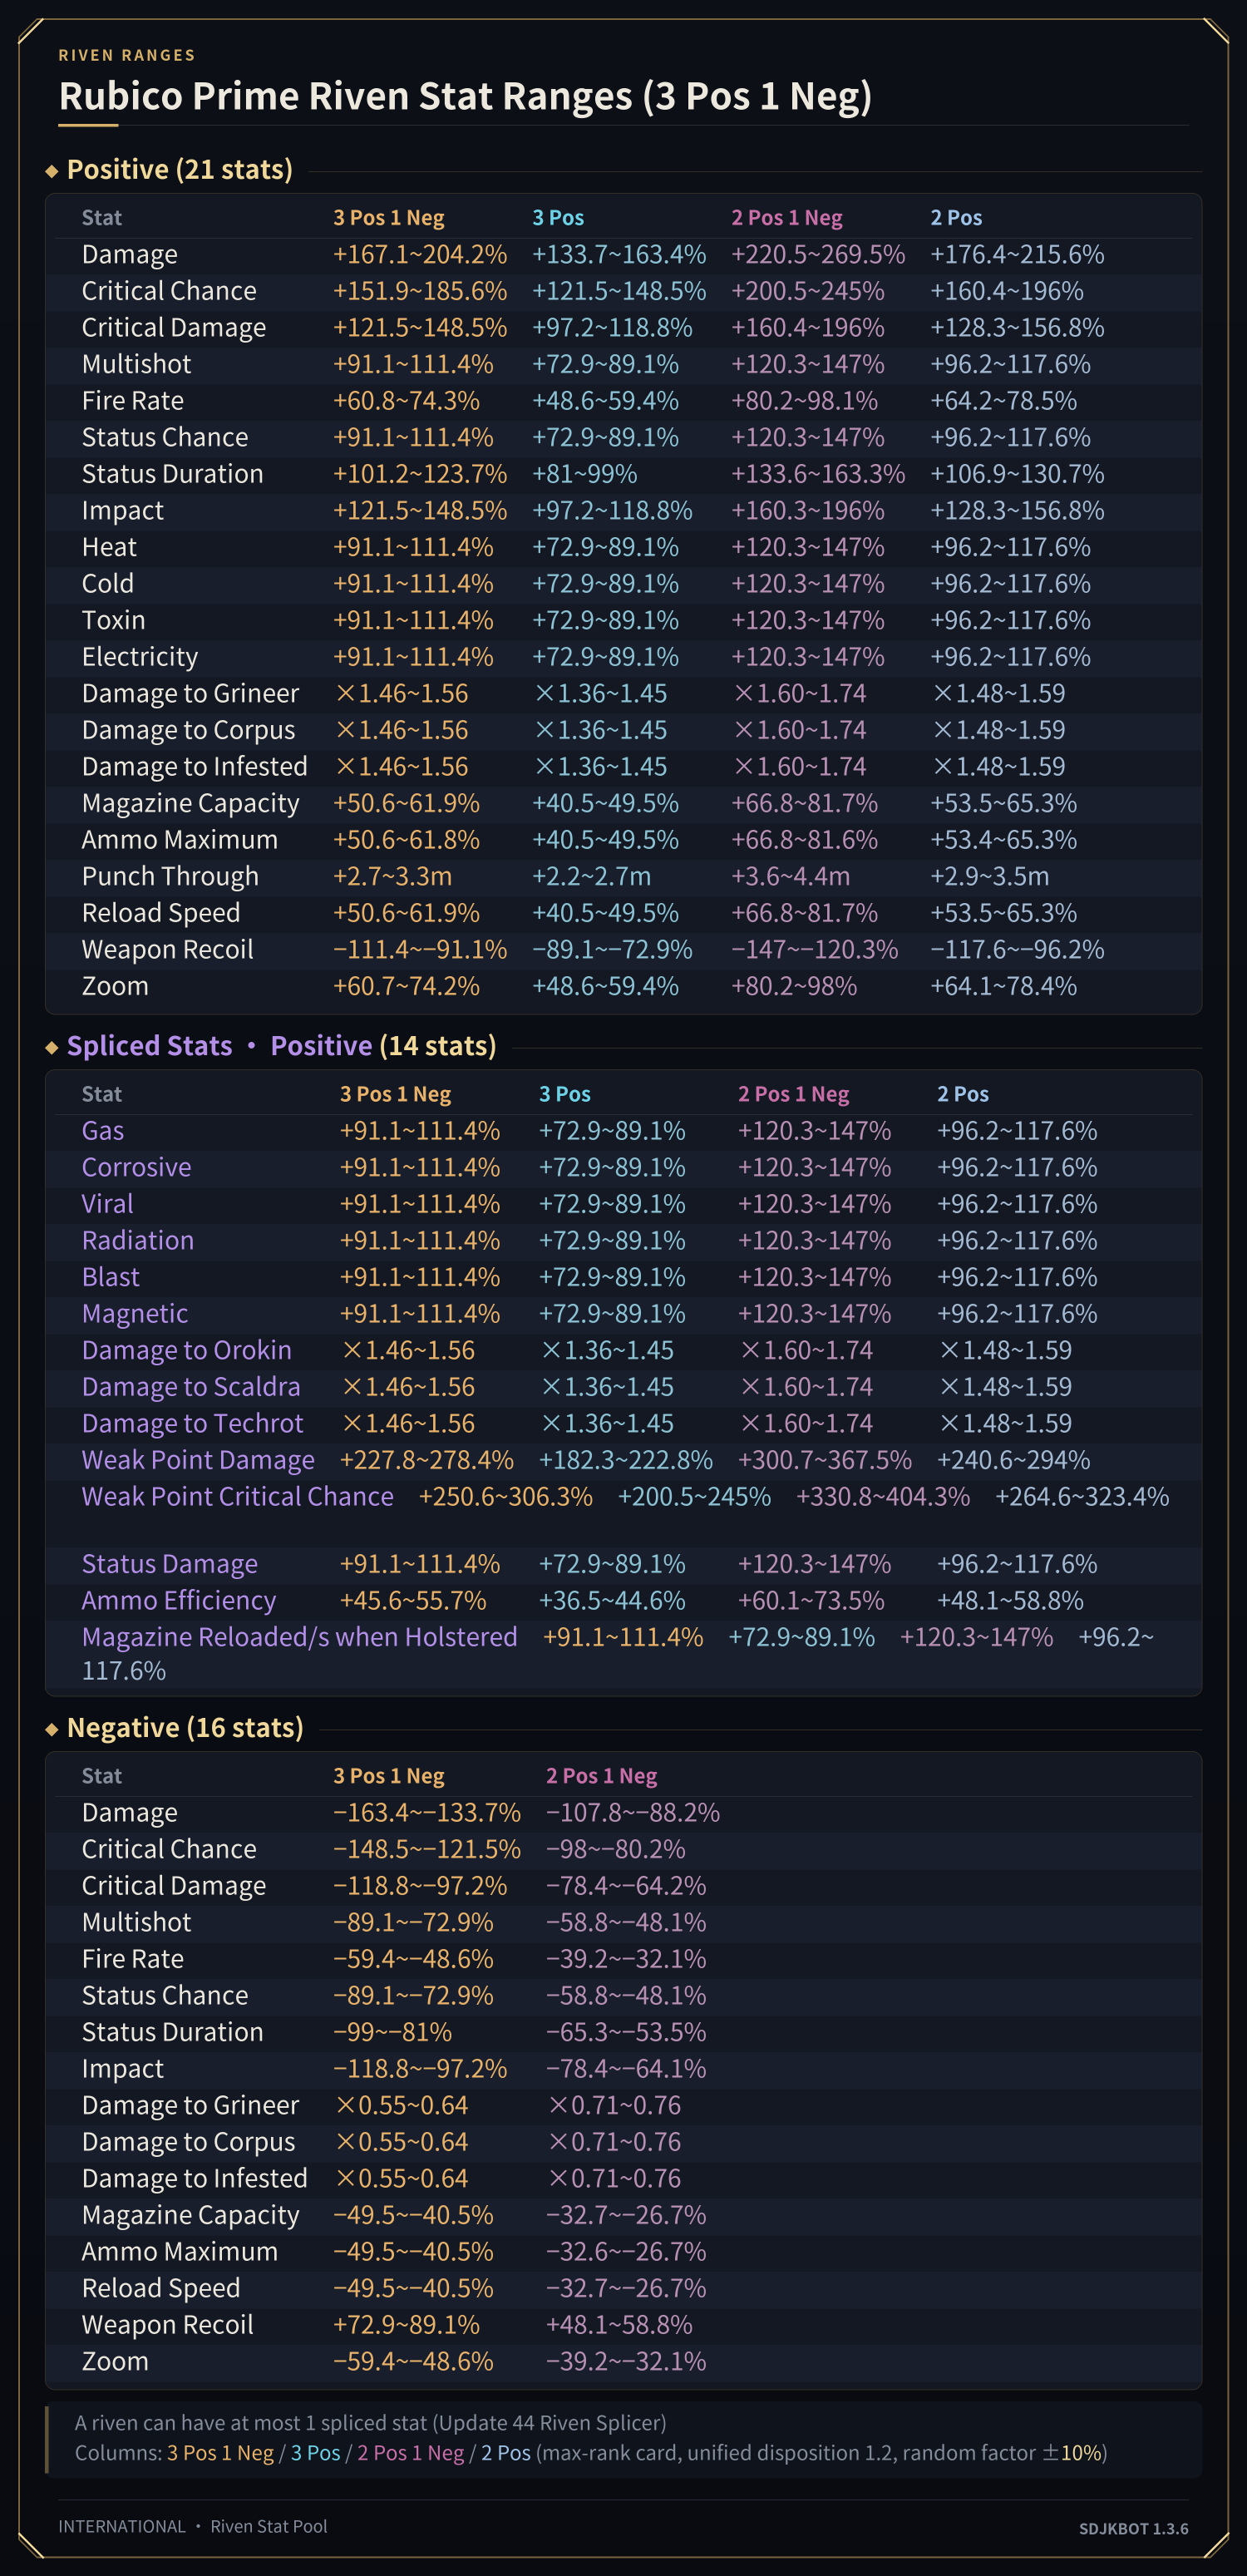 RIVEN RANGES
Rubico Prime Riven Stat Ranges (3 Pos 1 Neg)
◆ Positive (21 stats)
Stat 3 Pos 1 Neg 3 Pos 2 Pos 1 Neg 2 Pos
Damage +167.1~204.2% +133.7~163.4% +220.5~269.5% +176.4~215.6%
Critical Chance +151.9~185.6% +121.5~148.5% +200.5~245% +160.4~196%
Critical Damage +121.5~148.5% +97.2~118.8% +160.4~196% +128.3~156.8%
Multishot +91.1~111.4% +72.9~89.1% +120.3~147% +96.2~117.6%
Fire Rate +60.8~74.3% +48.6~59.4% +80.2~98.1% +64.2~78.5%
Status Chance +91.1~111.4% +72.9~89.1% +120.3~147% +96.2~117.6%
Status Duration +101.2~123.7% +81~99% +133.6~163.3% +106.9~130.7%
Impact +121.5~148.5% +97.2~118.8% +160.3~196% +128.3~156.8%
Heat +91.1~111.4% +72.9~89.1% +120.3~147% +96.2~117.6%
Cold +91.1~111.4% +72.9~89.1% +120.3~147% +96.2~117.6%
Toxin +91.1~111.4% +72.9~89.1% +120.3~147% +96.2~117.6%
Electricity +91.1~111.4% +72.9~89.1% +120.3~147% +96.2~117.6%
Damage to Grineer ×1.46~1.56 ×1.36~1.45 ×1.60~1.74 ×1.48~1.59
Damage to Corpus ×1.46~1.56 ×1.36~1.45 ×1.60~1.74 ×1.48~1.59
Damage to Infested ×1.46~1.56 ×1.36~1.45 ×1.60~1.74 ×1.48~1.59
Magazine Capacity +50.6~61.9% +40.5~49.5% +66.8~81.7% +53.5~65.3%
Ammo Maximum +50.6~61.8% +40.5~49.5% +66.8~81.6% +53.4~65.3%
Punch Through +2.7~3.3m +2.2~2.7m +3.6~4.4m +2.9~3.5m
Reload Speed +50.6~61.9% +40.5~49.5% +66.8~81.7% +53.5~65.3%
Weapon Recoil −111.4~−91.1% −89.1~−72.9% −147~−120.3% −117.6~−96.2%
Zoom +60.7~74.2% +48.6~59.4% +80.2~98% +64.1~78.4%
◆ Spliced Stats · Positive (14 stats)
Stat 3 Pos 1 Neg 3 Pos 2 Pos 1 Neg 2 Pos
Gas +91.1~111.4% +72.9~89.1% +120.3~147% +96.2~117.6%
Corrosive +91.1~111.4% +72.9~89.1% +120.3~147% +96.2~117.6%
Viral +91.1~111.4% +72.9~89.1% +120.3~147% +96.2~117.6%
Radiation +91.1~111.4% +72.9~89.1% +120.3~147% +96.2~117.6%
Blast +91.1~111.4% +72.9~89.1% +120.3~147% +96.2~117.6%
Magnetic +91.1~111.4% +72.9~89.1% +120.3~147% +96.2~117.6%
Damage to Orokin ×1.46~1.56 ×1.36~1.45 ×1.60~1.74 ×1.48~1.59
Damage to Scaldra ×1.46~1.56 ×1.36~1.45 ×1.60~1.74 ×1.48~1.59
Damage to Techrot ×1.46~1.56 ×1.36~1.45 ×1.60~1.74 ×1.48~1.59
Weak Point Damage +227.8~278.4% +182.3~222.8% +300.7~367.5% +240.6~294%
Weak Point Critical Chance +250.6~306.3% +200.5~245% +330.8~404.3% +264.6~323.4%
Status Damage +91.1~111.4% +72.9~89.1% +120.3~147% +96.2~117.6%
Ammo Efficiency +45.6~55.7% +36.5~44.6% +60.1~73.5% +48.1~58.8%
Magazine Reloaded/s when Holstered +91.1~111.4% +72.9~89.1% +120.3~147% +96.2~
117.6%
◆ Negative (16 stats)
Stat 3 Pos 1 Neg 2 Pos 1 Neg
Damage −163.4~−133.7% −107.8~−88.2%
Critical Chance −148.5~−121.5% −98~−80.2%
Critical Damage −118.8~−97.2% −78.4~−64.2%
Multishot −89.1~−72.9% −58.8~−48.1%
Fire Rate −59.4~−48.6% −39.2~−32.1%
Status Chance −89.1~−72.9% −58.8~−48.1%
Status Duration −99~−81% −65.3~−53.5%
Impact −118.8~−97.2% −78.4~−64.1%
Damage to Grineer ×0.55~0.64 ×0.71~0.76
Damage to Corpus ×0.55~0.64 ×0.71~0.76
Damage to Infested ×0.55~0.64 ×0.71~0.76
Magazine Capacity −49.5~−40.5% −32.7~−26.7%
Ammo Maximum −49.5~−40.5% −32.6~−26.7%
Reload Speed −49.5~−40.5% −32.7~−26.7%
Weapon Recoil +72.9~89.1% +48.1~58.8%
Zoom −59.4~−48.6% −39.2~−32.1%
A riven can have at most 1 spliced stat (Update 44 Riven Splicer)
Columns: 3 Pos 1 Neg / 3 Pos / 2 Pos 1 Neg / 2 Pos (max-rank card, unified disposition 1.2, random factor ±10%)
INTERNATIONAL · Riven Stat Pool
SDJKBOT 1.3.6